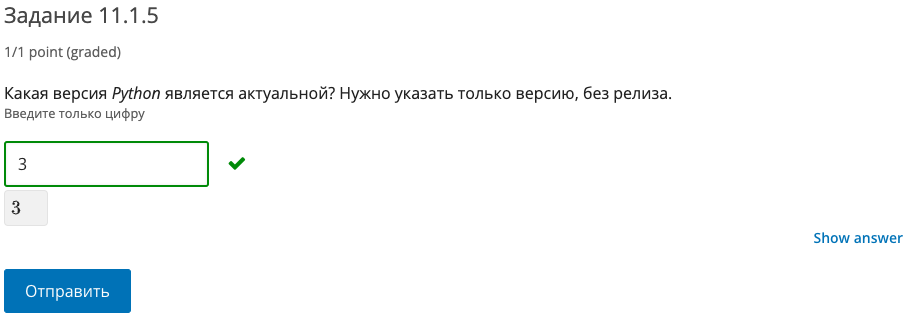 Задание 11.1.5
1/1 point (graded)
Какая версия Python является актуальной? Нужно указать только версию, без релиза.
Введите только цифру
3
3
Show answer
Отправить